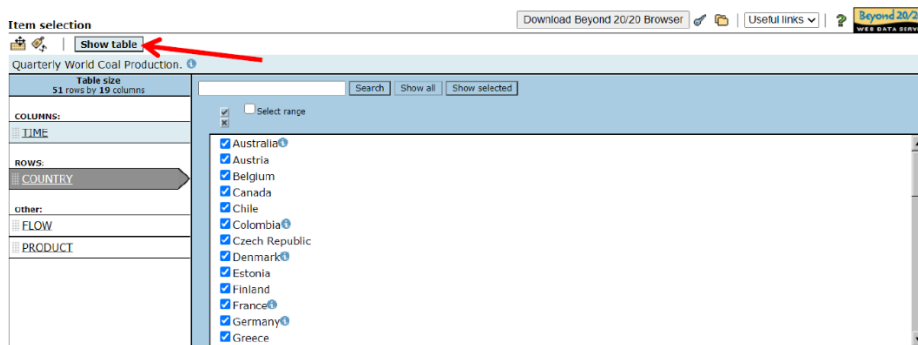 Item selection
Download Beyond 20/20 Browser
Useful links
?
Beyond 20/20
WEB DATA SERV
Show table
Quarterly World Coal Production.
Table size
51 rows by 19 columns
Search Show all Show selected
Select range
COLUMNS:
TIME
ROWS:
COUNTRY
Other:
FLOW
PRODUCT
Australia
Austria
Belgium
Canada
Chile
Colombia
Czech Republic
Denmark
Estonia
Finland
France
Germany
Greece